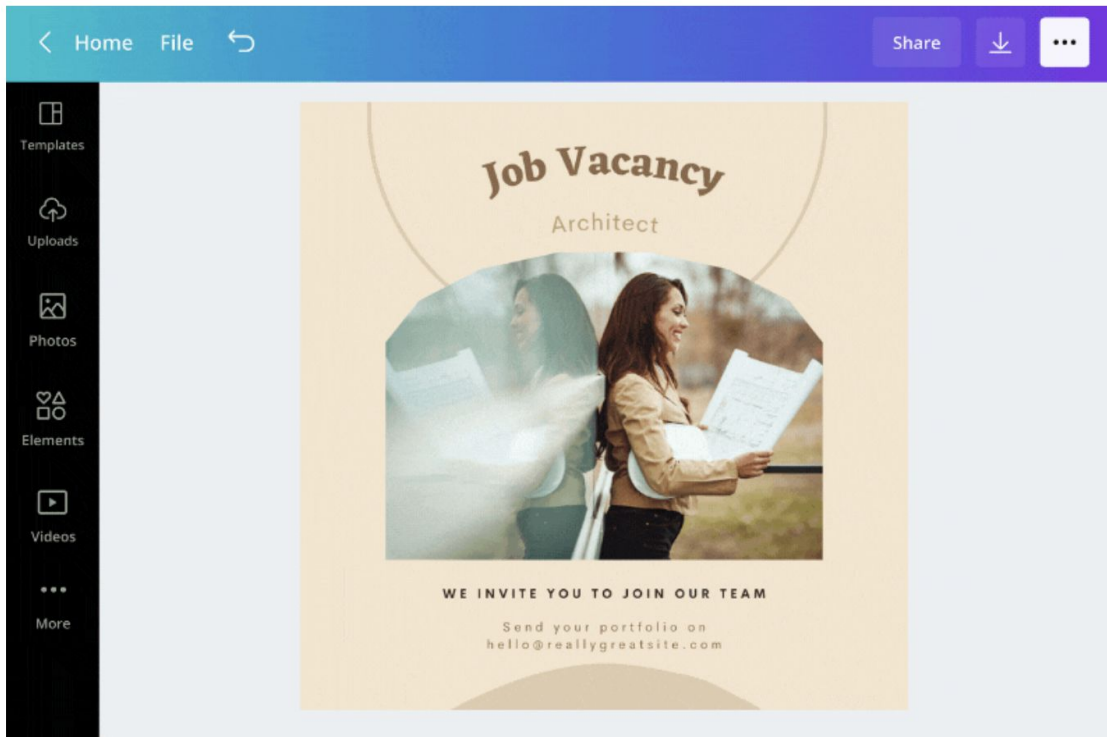 Home File
Share
Templates
Uploads
Photos
Elements
Videos
More
Job Vacancy
Architect
WE INVITE YOU TO JOIN OUR TEAM
Send your portfolio on
hello@reallygreatsite.com